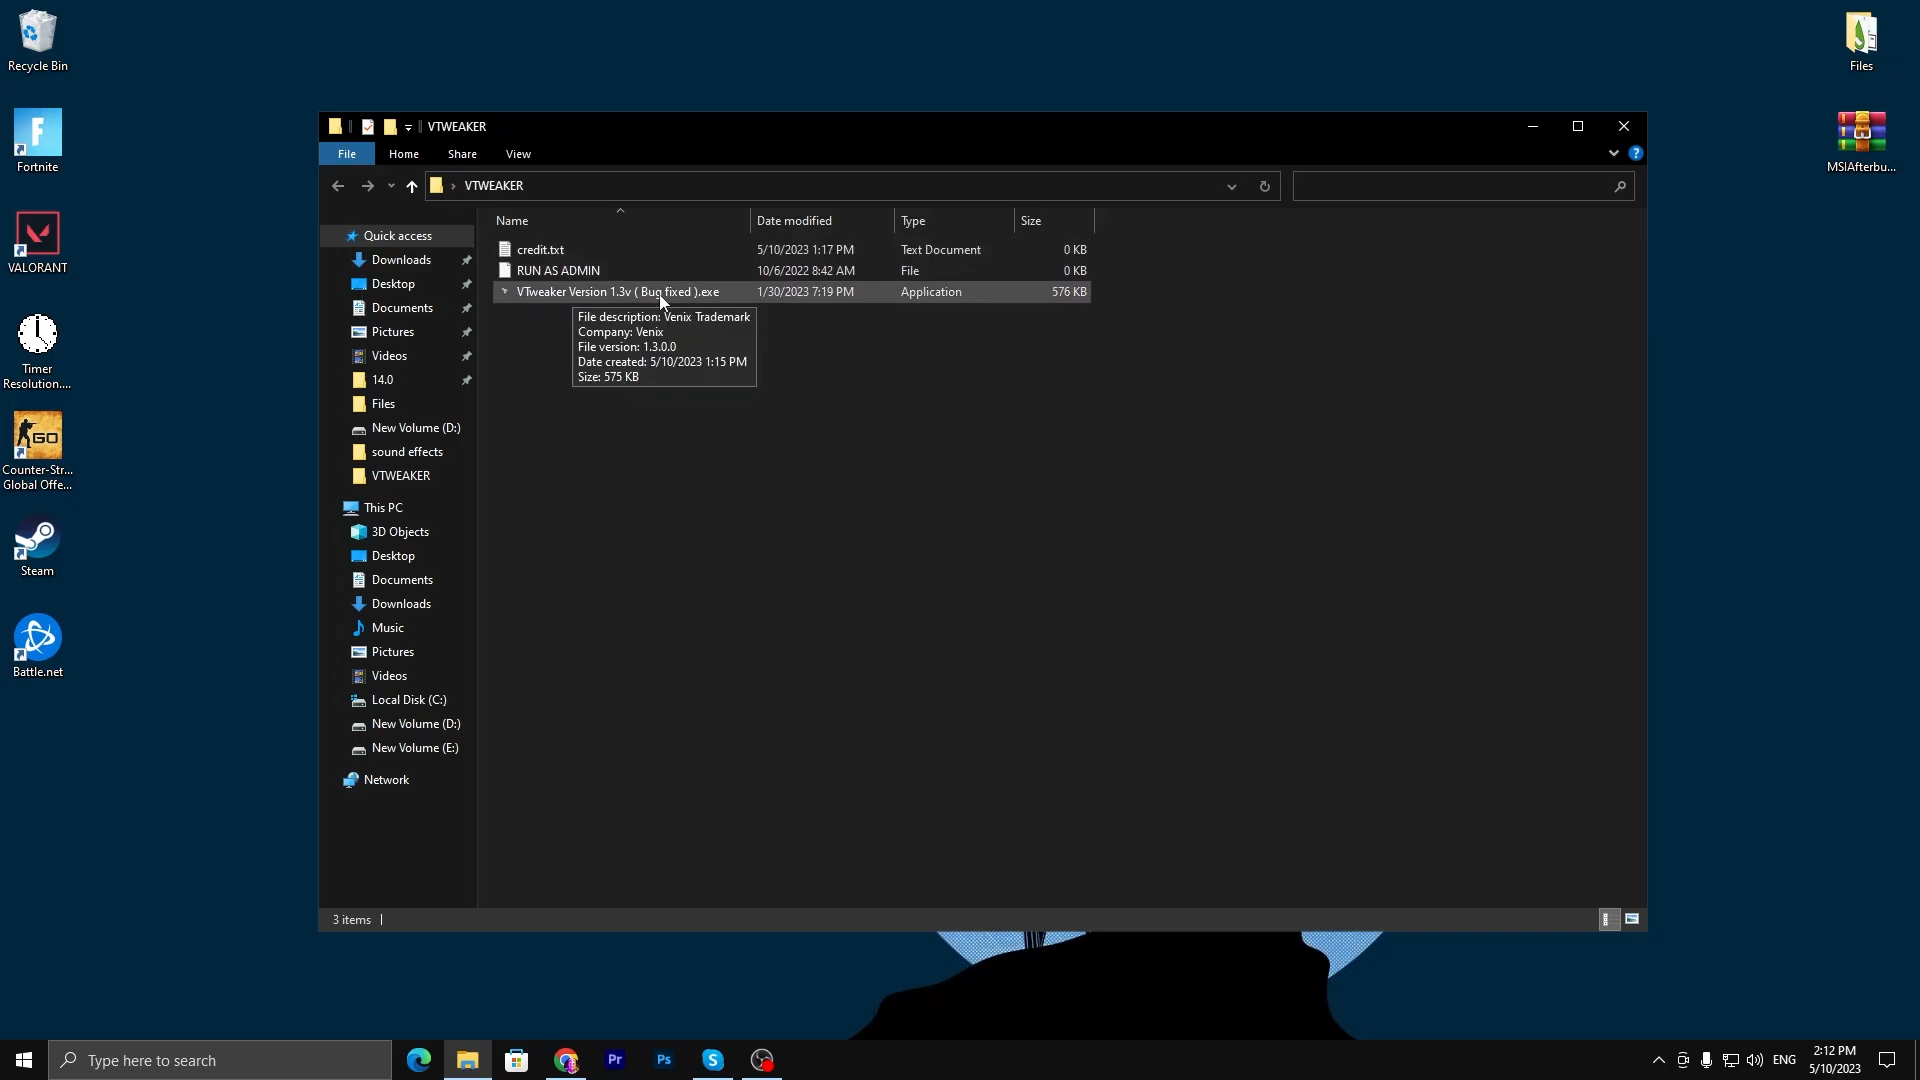 Recycle Bin
Fortnite
VALORANT
Timer
Resolution....
GO
Counter-Str...
Global Offe...
Steam
Battle.net
Files
MSIAfterbu...
VTWEAKER
File
Home
Share
View
VTWEAKER
Name
Date modified
Type
Size
credit.txt
5/10/2023 1:17 PM
Text Document
0 KB
RUN AS ADMIN
10/6/2022 8:42 AM
File
0 KB
VTweaker Version 1.3v ( Bug fixed ).exe
1/30/2023 7:19 PM
Application
576 KB
File description: Venix Trademark
Company: Venix
File version: 1.3.0.0
Date created: 5/10/2023 1:15 PM
Size: 575 KB
Quick access
Downloads
Desktop
Documents
Pictures
Videos
14.0
Files
New Volume (D:)
sound effects
VTWEAKER
This PC
3D Objects
Desktop
Documents
Downloads
Music
Pictures
Videos
Local Disk (C:)
New Volume (D:)
New Volume (E:)
Network
3 items
Type here to search
Pr
Ps
ENG
2:12 PM
5/10/2023